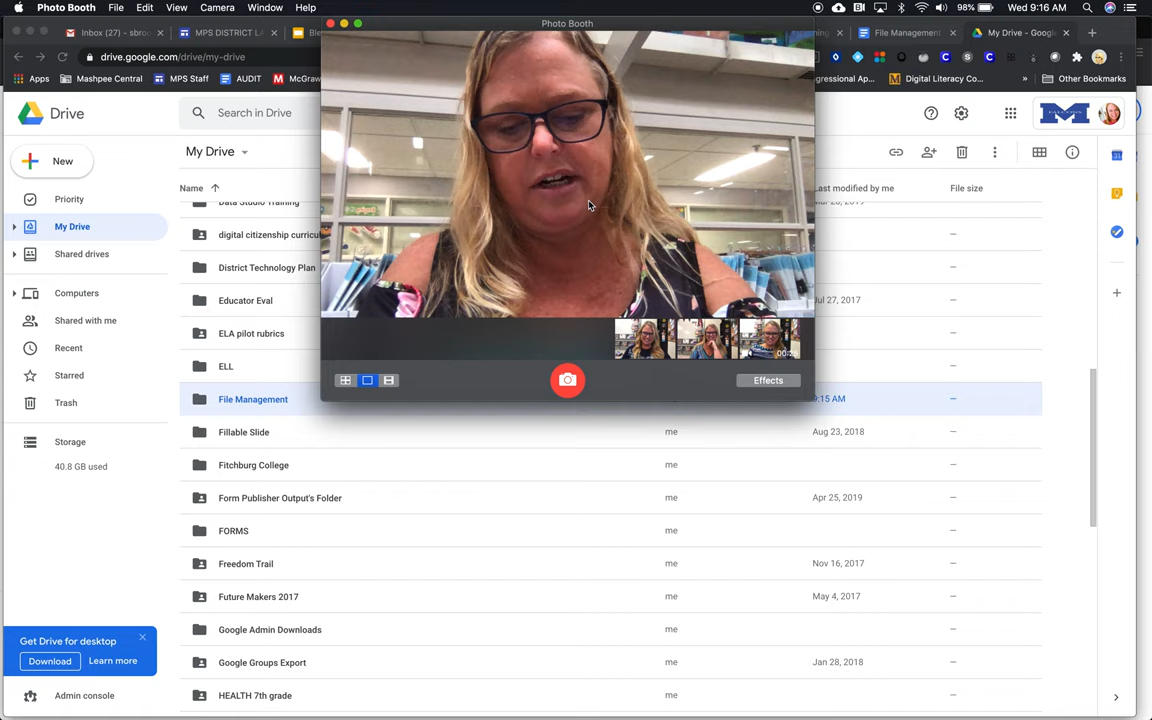 Photo Booth File Edit View Camera Window Help 98% Wed 9:16 AM
Photo Booth
Inbox (27) - sbroo MPS DISTRICT LA Ble File Management My Drive - Google
drive.google.com/drive/my-drive
Apps Mashpee Central MPS Staff AUDIT McGraw Digital Literacy Co... » Other Bookmarks
Drive
Search in Drive
New
My Drive
Name
Last modified by me
File size
Priority
My Drive
Shared drives
Computers
Shared with me
Recent
Starred
Trash
Storage
40.8 GB used
Data Studio Training
digital citizenship curricu
—
District Technology Plan
—
Educator Eval Jul 27, 2017 —
ELA pilot rubrics —
ELL —
File Management 9:15 AM —
Fillable Slide me Aug 23, 2018 —
Fitchburg College me —
Form Publisher Output's Folder me Apr 25, 2019 —
FORMS me —
Freedom Trail me Nov 16, 2017 —
Future Makers 2017 me May 4, 2017 —
Google Admin Downloads me —
Google Groups Export me Jan 28, 2018 —
HEALTH 7th grade me —
Effects
Get Drive for desktop
Download Learn more
Admin console